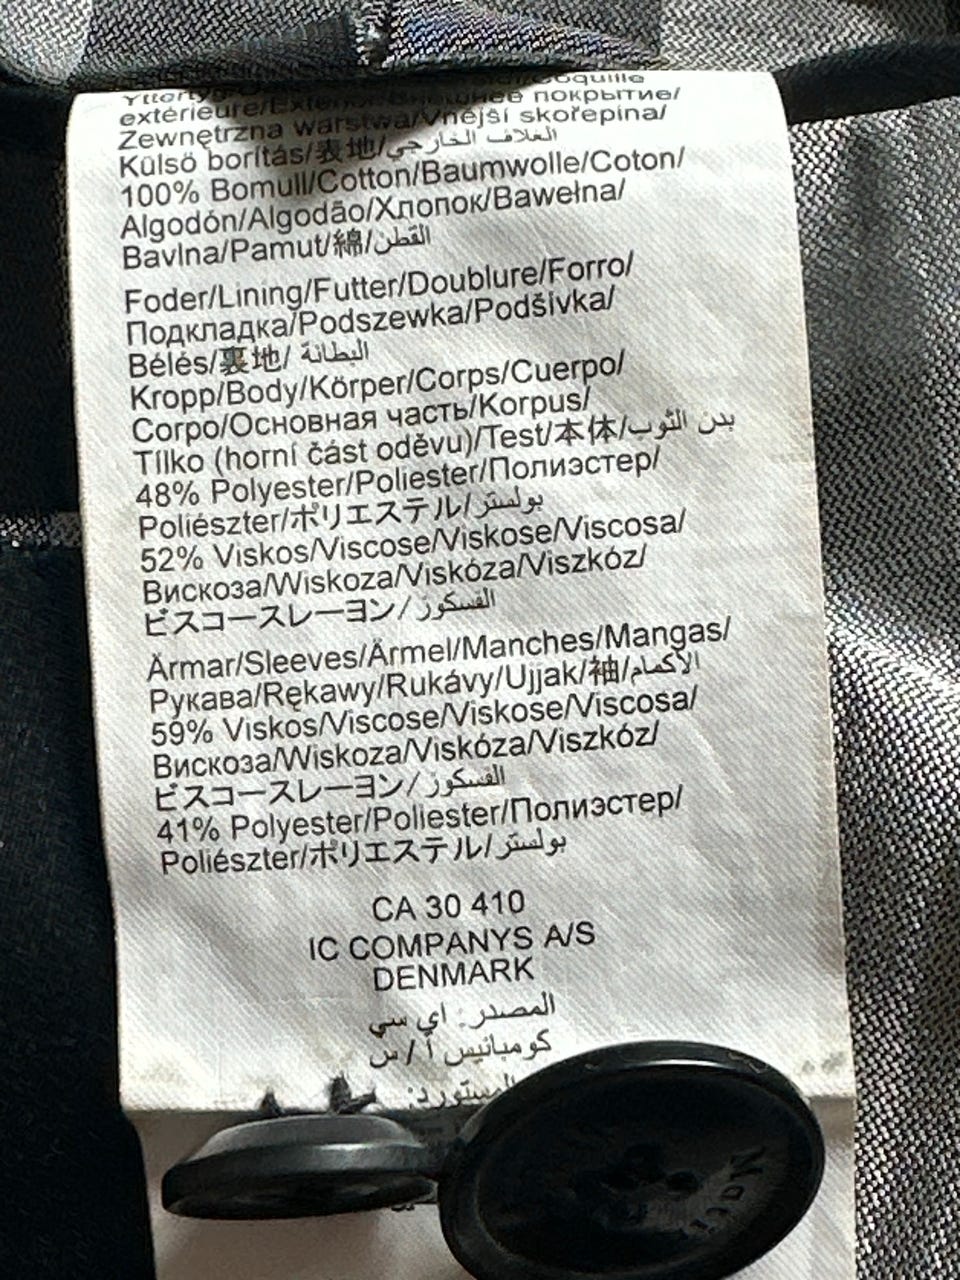 extérieure/
покрытие/
Zewnętrzna warstwa/Vnější skořepina/
Külső borítás/表地/الغلاف الخارجي
100% Bomull/Cotton/Baumwolle/Coton/
Algodón/Algodão/Хлопок/Bawełna/
Bavlna/Pamut/綿/القطن
Foder/Lining/Futter/Doublure/Forro/
Подкладка/Podszewka/Podšívka/
Bélés/裏地/ البطانة
Kropp/Body/Körper/Corps/Cuerpo/
Corpo/Основная часть/Korpus/
Tílko (horní část oděvu)/Test/本体/بدن الثوب
48% Polyester/Poliester/Полиэстер/
Poliészter/ポリエステル/بولستر
52% Viskos/Viscose/Viskose/Viscosa/
Вискоза/Wiskoza/Viskóza/Viszkóz/
ビスコースレーヨン/الفسكوز
Ärmar/Sleeves/Ärmel/Manches/Mangas/
Рукава/Rękawy/Rukávy/Ujjak/袖/الأكمام
59% Viskos/Viscose/Viskose/Viscosa/
Вискоза/Wiskoza/Viskóza/Viszkóz/
ビスコースレーヨン/الفسكوز
41% Polyester/Poliester/Полиэстер/
Poliészter/ポリエステル/بولستر
CA 30 410
IC COMPANYS A/S
DENMARK
المصدر: اي سي
كومبانيس أ/س